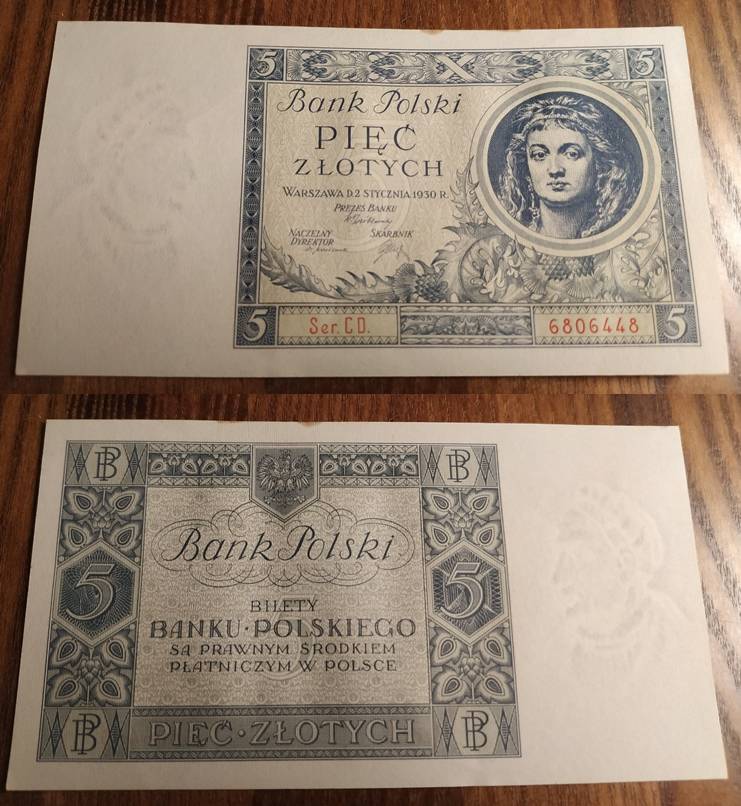 5 5
Bank Polski
PIĘĆ
ZŁOTYCH
WARSZAWA D. 2 STYCZNIA 1930 R.
PREZES BANKU
NACZELNY DYREKTOR
SKARBNIK
5 Ser. CD. 6806448 5
BP BP
Bank Polski
5 5
BILETY
BANKU·POLSKIEGO
SĄ PRAWNYM ŚRODKIEM
PŁATNICZYM W POLSCE
BP PIĘĆ·ZŁOTYCH BP